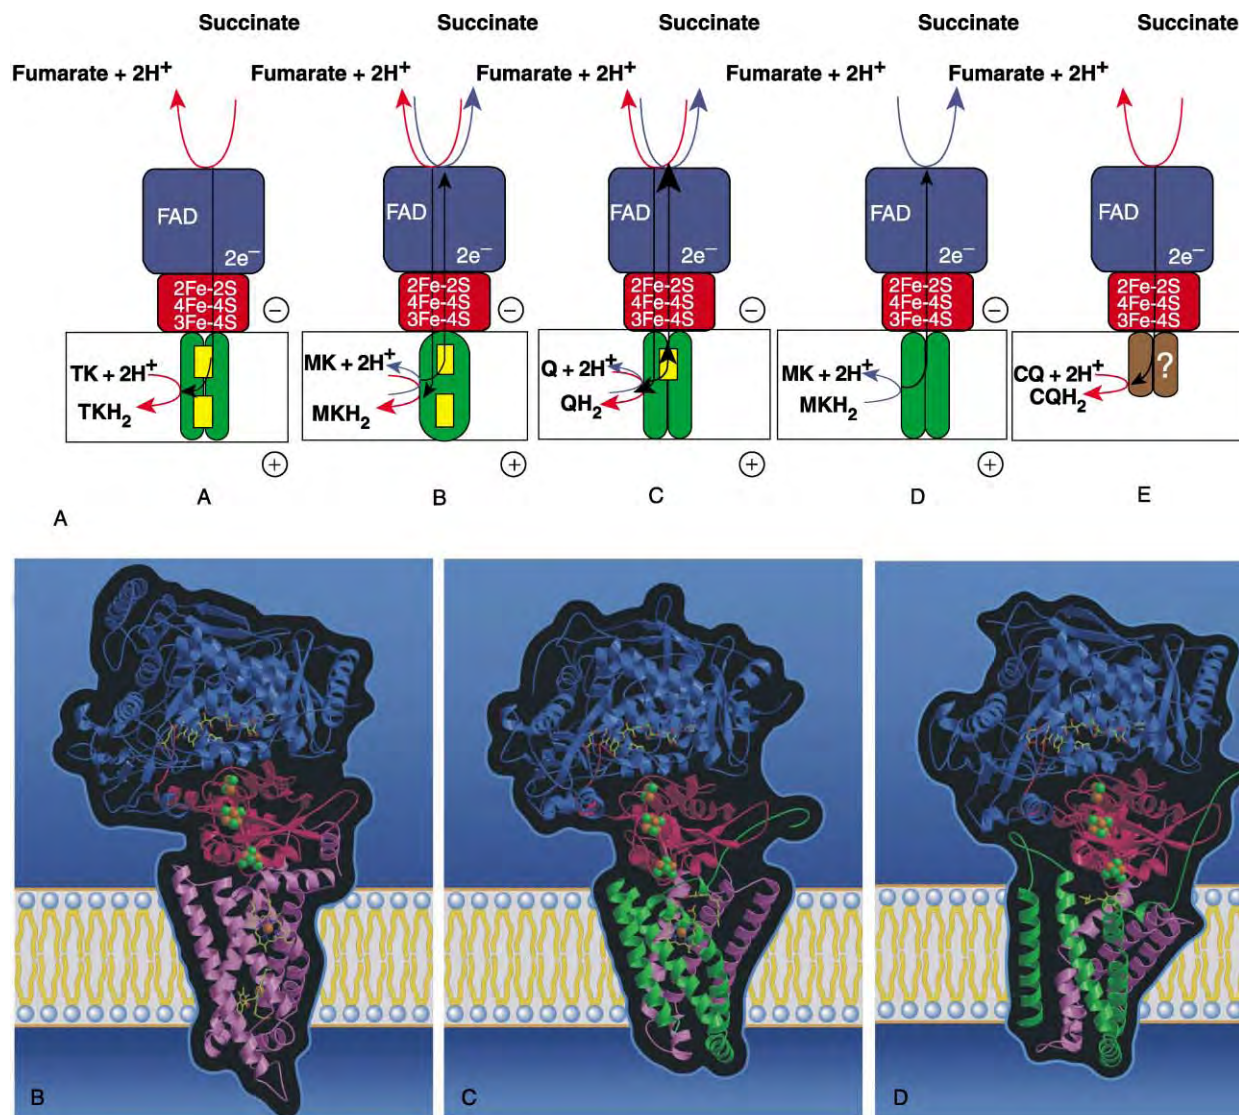 Succinate Succinate Succinate Succinate Succinate
Fumarate + 2H+ Fumarate + 2H+ Fumarate + 2H+ Fumarate + 2H+ Fumarate + 2H+
FAD FAD FAD FAD FAD
2e− 2e− 2e− 2e− 2e−
2Fe-2S 2Fe-2S 2Fe-2S 2Fe-2S 2Fe-2S
4Fe-4S 4Fe-4S 4Fe-4S 4Fe-4S 4Fe-4S
3Fe-4S 3Fe-4S 3Fe-4S 3Fe-4S 3Fe-4S
− − − −
TK + 2H+ MK + 2H+ Q + 2H+ MK + 2H+ CQ + 2H+ ?
TKH2 MKH2 QH2 MKH2 CQH2
+ + + +
A B C D E
A
B C D